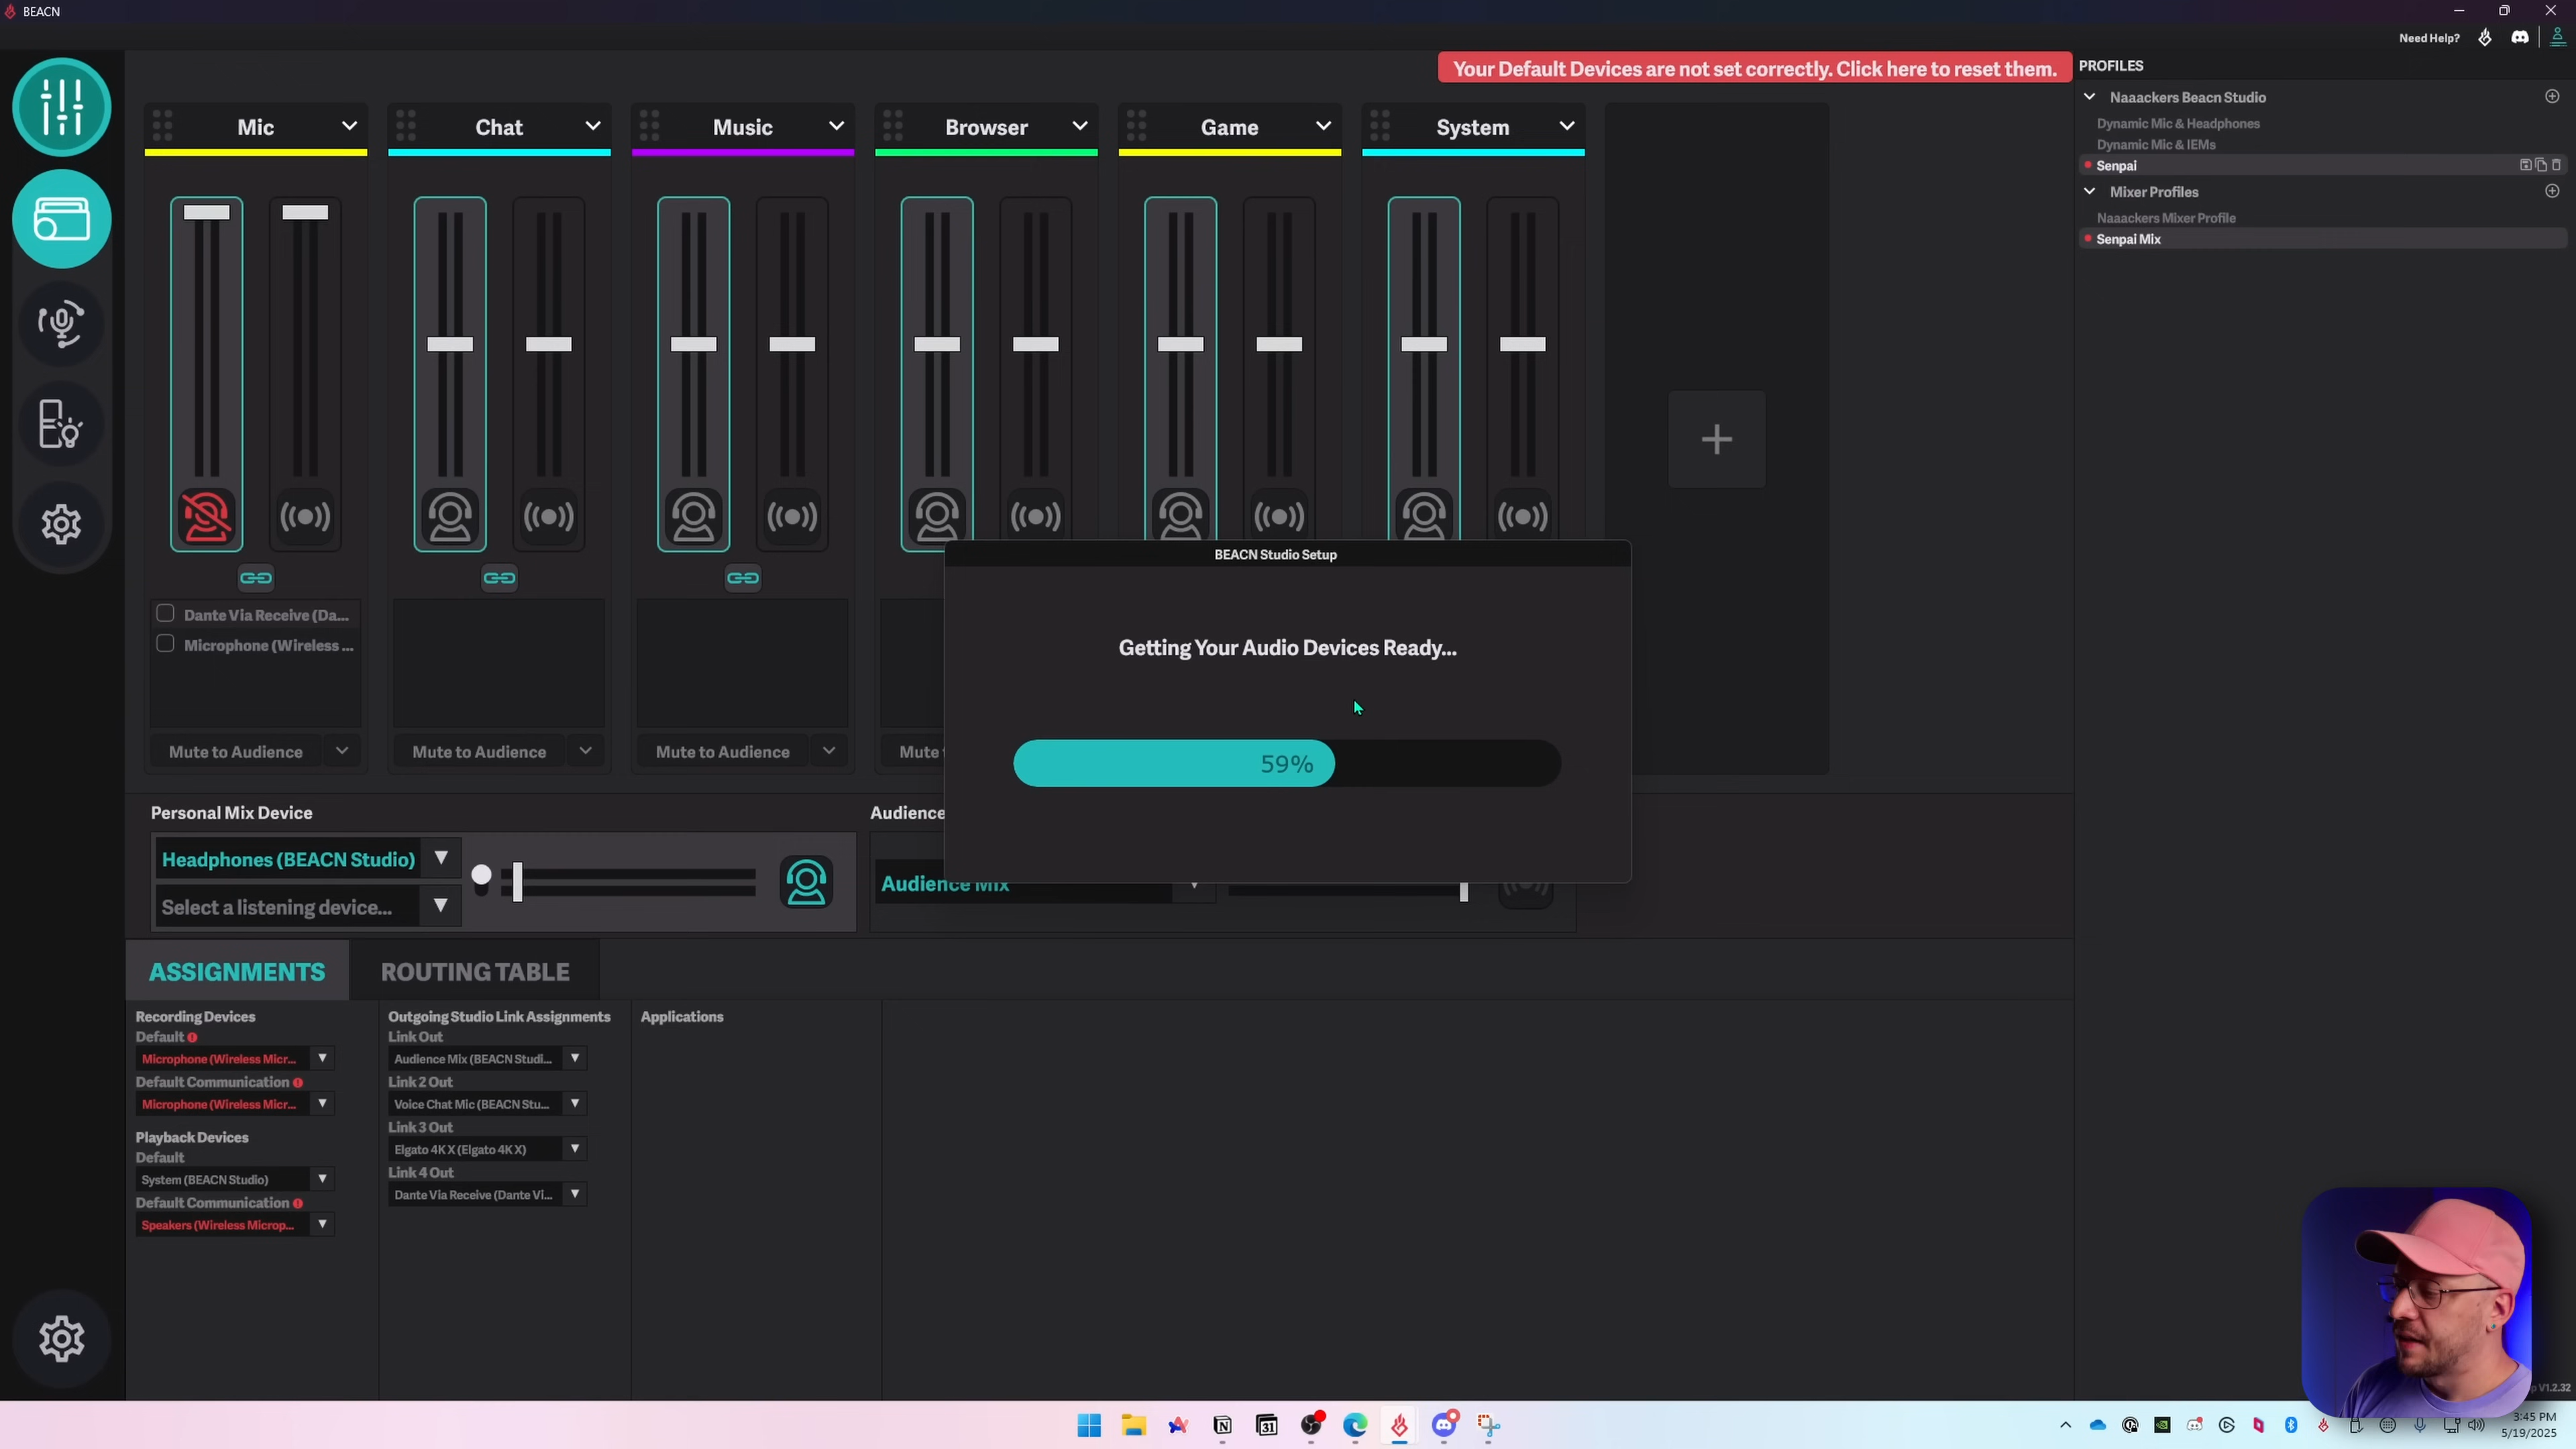 BEACN
Need Help?
Your Default Devices are not set correctly. Click here to reset them.
PROFILES
Naaackers Beacn Studio
Dynamic Mic & Headphones
Dynamic Mic & IEMs
Senpai
Mixer Profiles
Naaackers Mixer Profile
Senpai Mix
Mic
Chat
Music
Browser
Game
System
BEACN Studio Setup
Getting Your Audio Devices Ready...
59%
Dante Via Receive (Da...
Microphone (Wireless ...
Mute to Audience
Mute to Audience
Mute to Audience
Personal Mix Device
Audience
Headphones (BEACN Studio)
Select a listening device...
Audience Mix
ASSIGNMENTS
ROUTING TABLE
Recording Devices
Default
Microphone (Wireless Micr...
Default Communication
Microphone (Wireless Micr...
Playback Devices
Default
System (BEACN Studio)
Default Communication
Speakers (Wireless Microp...
Outgoing Studio Link Assignments
Link Out
Audience Mix (BEACN Studi...
Link 2 Out
Voice Chat Mic (BEACN Stu...
Link 3 Out
Elgato 4K X (Elgato 4K X)
Link 4 Out
Dante Via Receive (Dante Vi...
Applications
V1.2.32
31
3:45 PM
5/19/2025